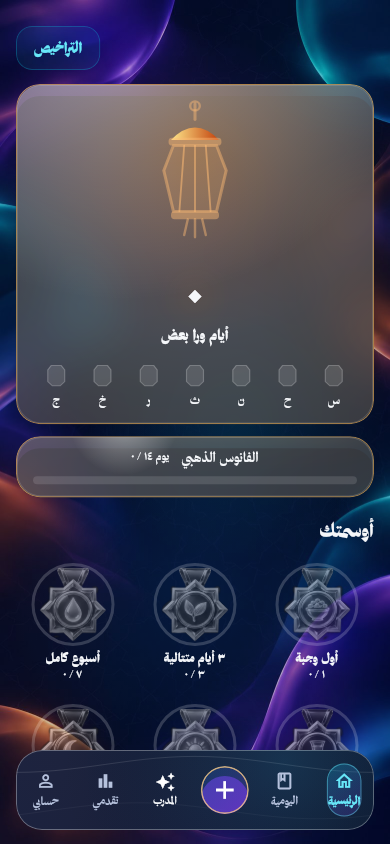 التراخيص
أيام ورا بعض
س ح ن ث ر خ ج
الفانوس الذهبي ٠ / ١٤ يوم
أوسمتك
أول وجبة ٣ أيام متتالية أسبوع كامل
٠ / ١ ٠ / ٣ ٠ / ٧
الرئيسية اليومية + المدرب تقدمي حسابي